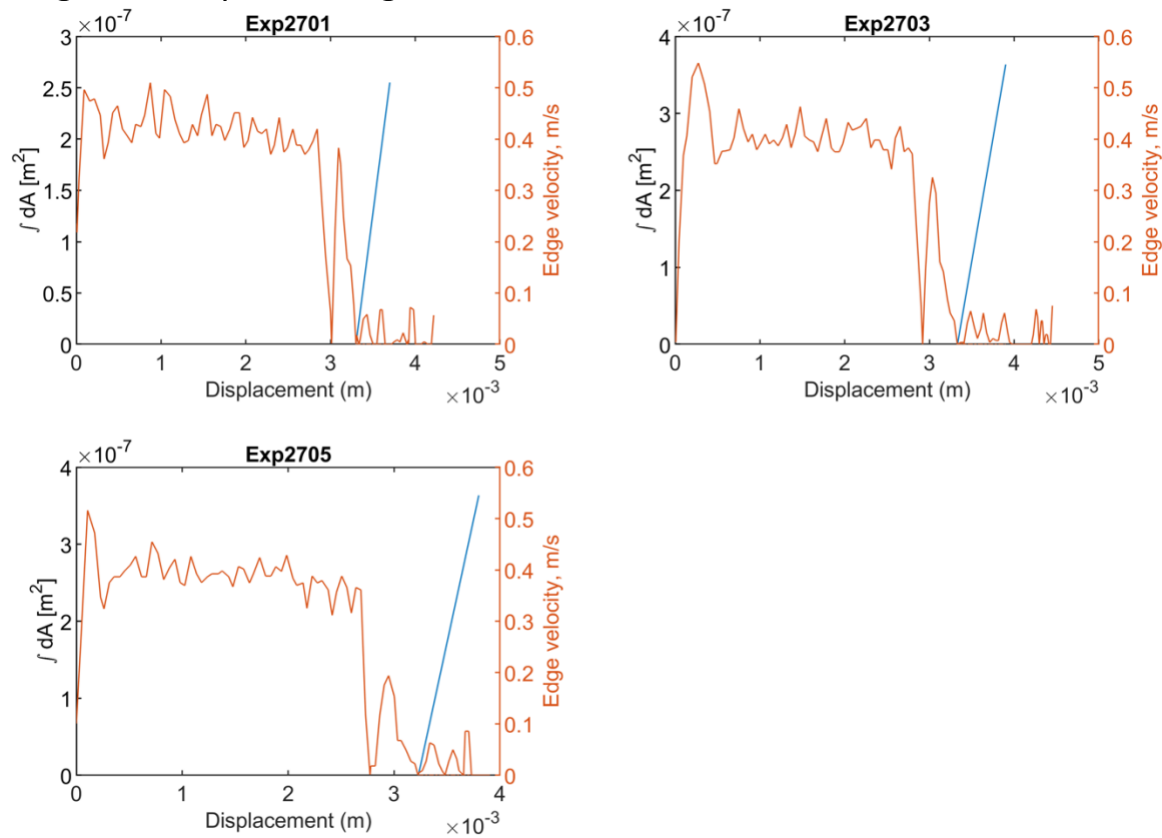 Exp2701
×10^-7
3
2.5
2
1.5
1
0.5
0
∫ dA [m^2]
0.6
0.5
0.4
0.3
0.2
0.1
0
Edge velocity, m/s
0 1 2 3 4 5
Displacement (m) ×10^-3
Exp2703
×10^-7
4
3
2
1
0
∫ dA [m^2]
0.6
0.5
0.4
0.3
0.2
0.1
0
Edge velocity, m/s
0 1 2 3 4 5
Displacement (m) ×10^-3
Exp2705
×10^-7
4
3
2
1
0
∫ dA [m^2]
0.6
0.5
0.4
0.3
0.2
0.1
0
Edge velocity, m/s
0 1 2 3 4
Displacement (m) ×10^-3